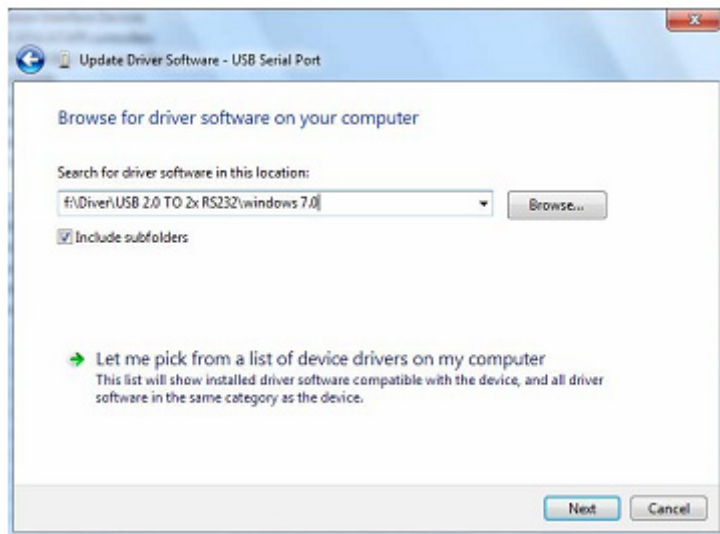 Update Driver Software - USB Serial Port
Browse for driver software on your computer
Search for driver software in this location:
f:\Diver\USB 2.0 TO 2x RS232\windows 7.0
Browse...
Include subfolders
Let me pick from a list of device drivers on my computer
This list will show installed driver software compatible with the device, and all driver
software in the same category as the device.
Next
Cancel